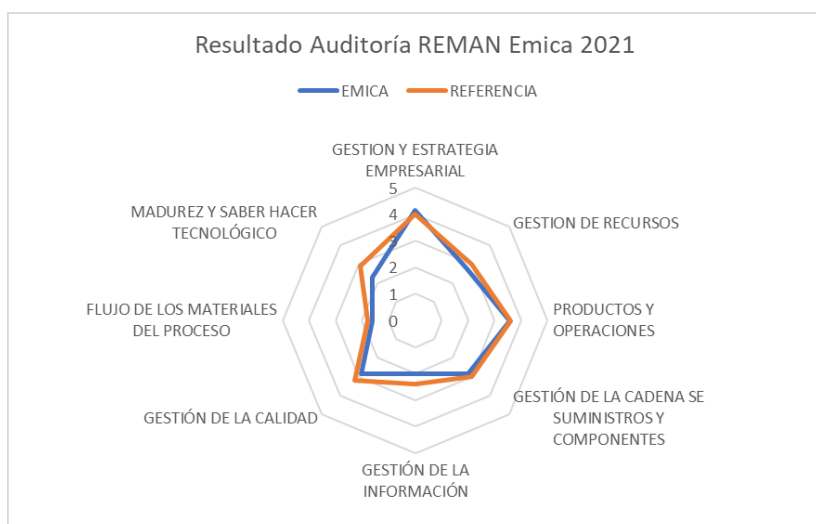 Resultado Auditoría REMAN Emica 2021
EMICA
REFERENCIA
GESTION Y ESTRATEGIA
EMPRESARIAL
5
4
3
2
1
0
MADUREZ Y SABER HACER
TECNOLÓGICO
GESTION DE RECURSOS
FLUJO DE LOS MATERIALES
DEL PROCESO
PRODUCTOS Y
OPERACIONES
GESTIÓN DE LA CALIDAD
GESTIÓN DE LA CADENA SE
SUMINISTROS Y
COMPONENTES
GESTIÓN DE LA
INFORMACIÓN